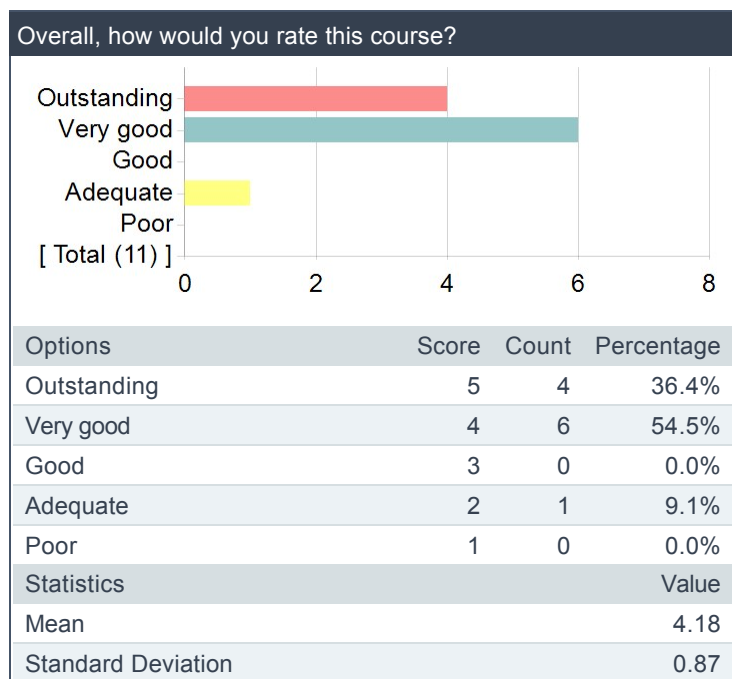 Overall, how would you rate this course?
Outstanding
Very good
Good
Adequate
Poor
[ Total (11) ]
0 2 4 6 8
Options Score Count Percentage
Outstanding 5 4 36.4%
Very good 4 6 54.5%
Good 3 0 0.0%
Adequate 2 1 9.1%
Poor 1 0 0.0%
Statistics Value
Mean 4.18
Standard Deviation 0.87